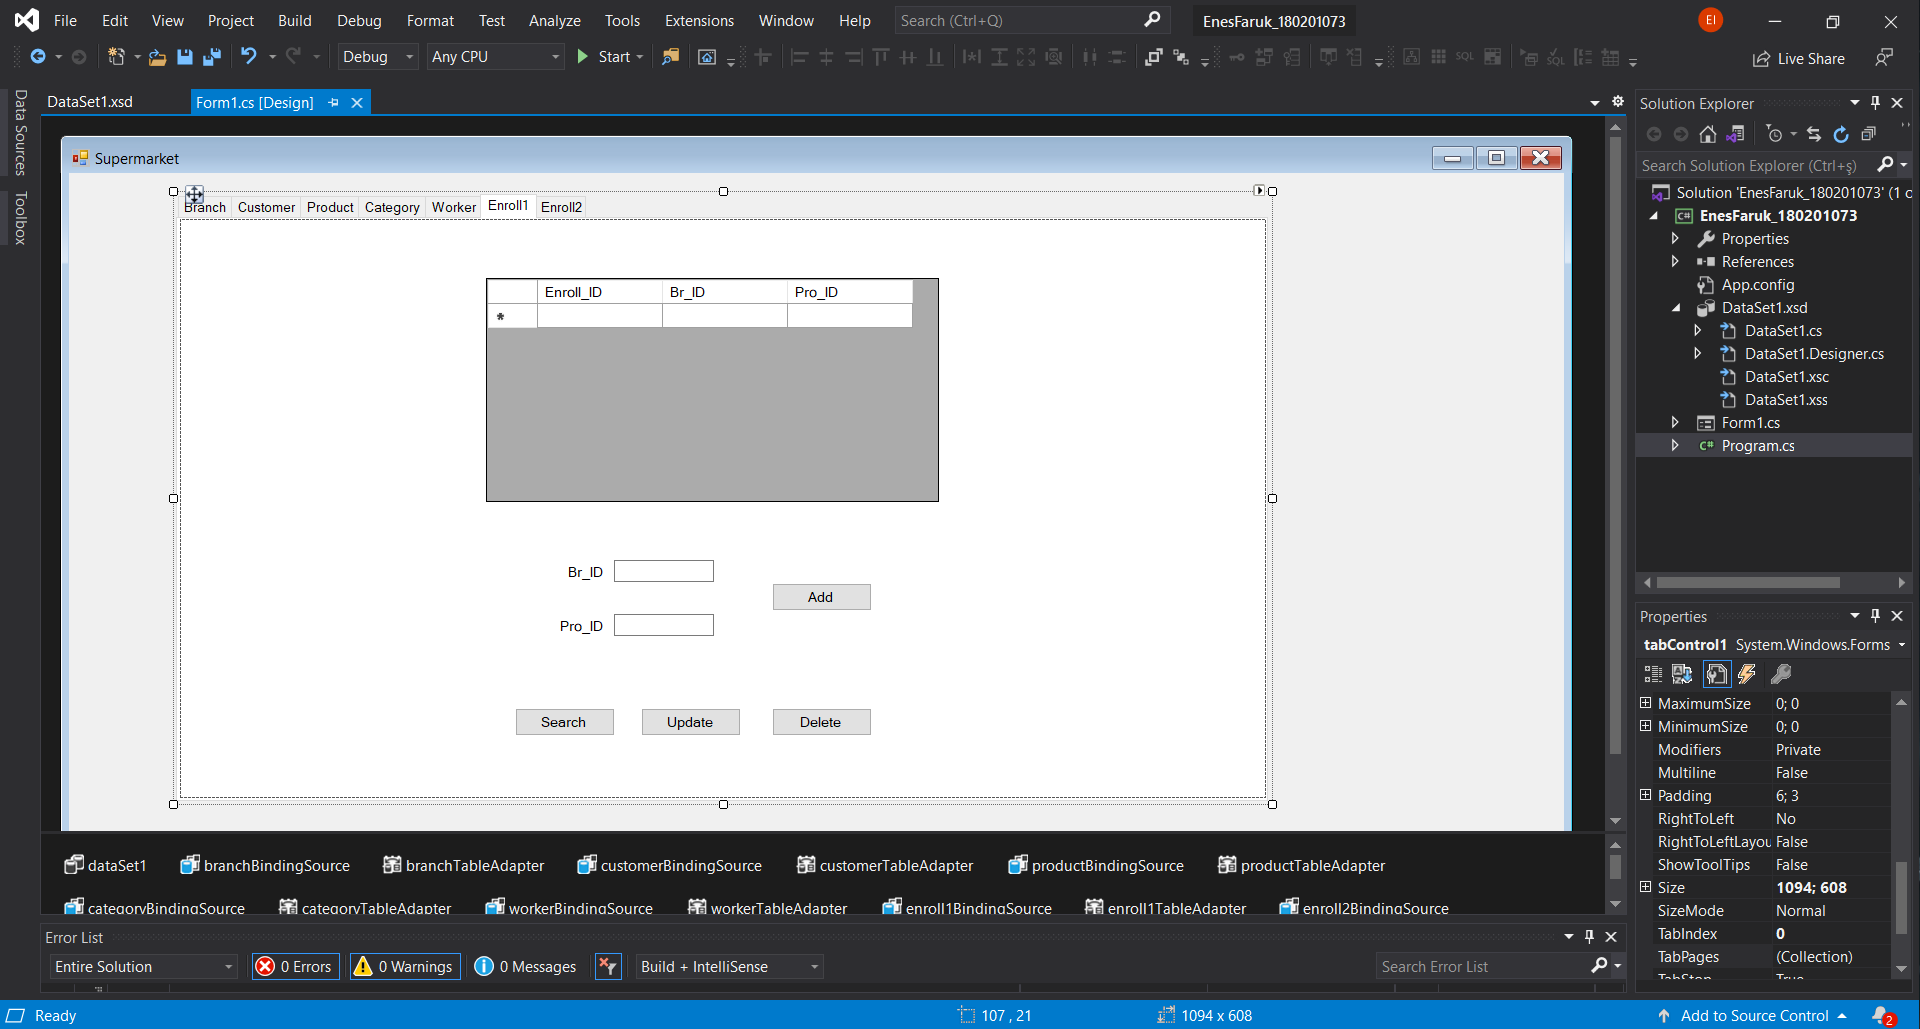 File Edit View Project Build Debug Format Test Analyze Tools Extensions Window Help Search (Ctrl+Q) EnesFaruk_180201073 EI
Debug Any CPU Start SQL SQL Live Share
Data Sources
Toolbox
DataSet1.xsd Form1.cs [Design]
Supermarket
Branch Customer Product Category Worker Enroll1 Enroll2
Enroll_ID Br_ID Pro_ID
*
Br_ID
Add
Pro_ID
Search Update Delete
dataSet1 branchBindingSource branchTableAdapter customerBindingSource customerTableAdapter productBindingSource productTableAdapter
categoryBindingSource categoryTableAdapter workerBindingSource workerTableAdapter enroll1BindingSource enroll1TableAdapter enroll2BindingSource
Error List
Entire Solution 0 Errors 0 Warnings 0 Messages Build + IntelliSense Search Error List
Solution Explorer
Search Solution Explorer (Ctrl+ş)
Solution 'EnesFaruk_180201073' (1 o
C# EnesFaruk_180201073
Properties
References
App.config
DataSet1.xsd
DataSet1.cs
DataSet1.Designer.cs
DataSet1.xsc
DataSet1.xss
Form1.cs
C# Program.cs
Properties
tabControl1 System.Windows.Forms
MaximumSize 0; 0
MinimumSize 0; 0
Modifiers Private
Multiline False
Padding 6; 3
RightToLeft No
RightToLeftLayou False
ShowToolTips False
Size 1094; 608
SizeMode Normal
TabIndex 0
TabPages (Collection)
TabStop True
Ready 107 , 21 1094 x 608 Add to Source Control 2